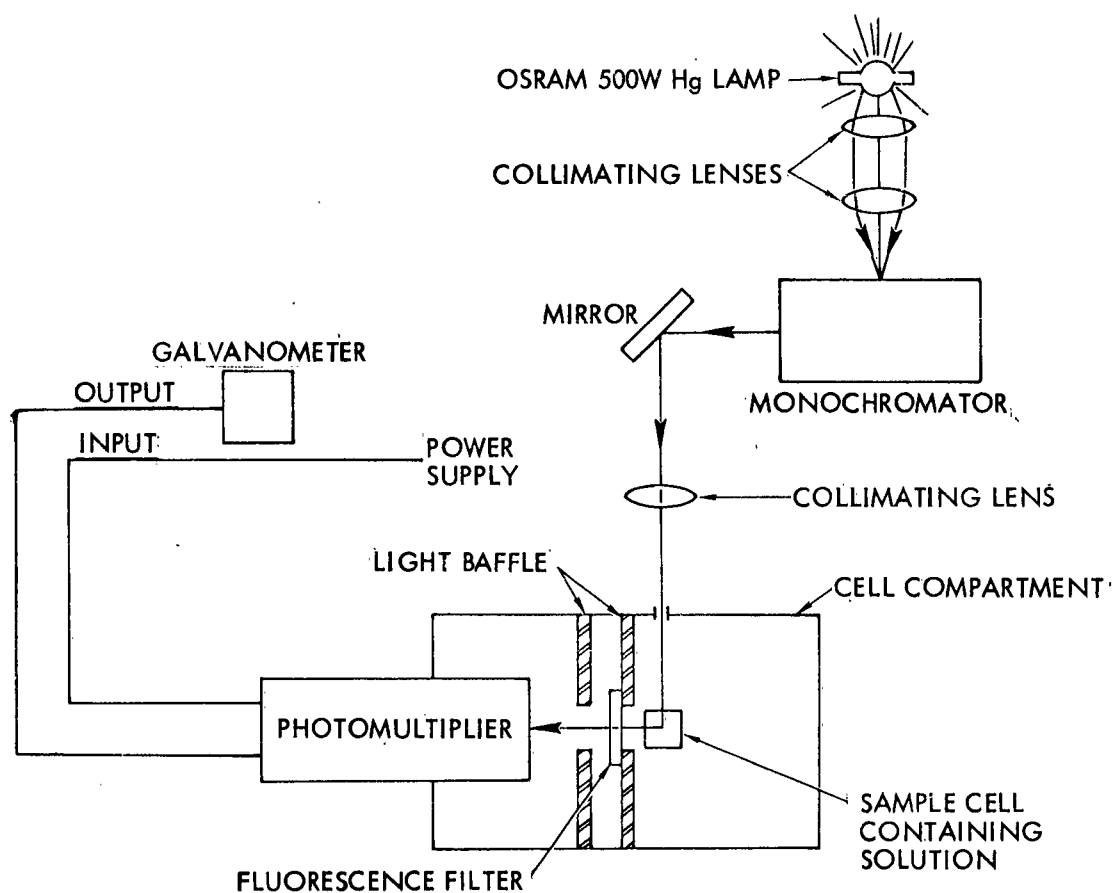 OSRAM 500W Hg LAMP
COLLIMATING LENSES
MIRROR
MONOCHROMATOR
GALVANOMETER
OUTPUT
INPUT
POWER
SUPPLY
COLLIMATING LENS
LIGHT BAFFLE
CELL COMPARTMENT
PHOTOMULTIPLIER
SAMPLE CELL
CONTAINING
SOLUTION
FLUORESCENCE FILTER